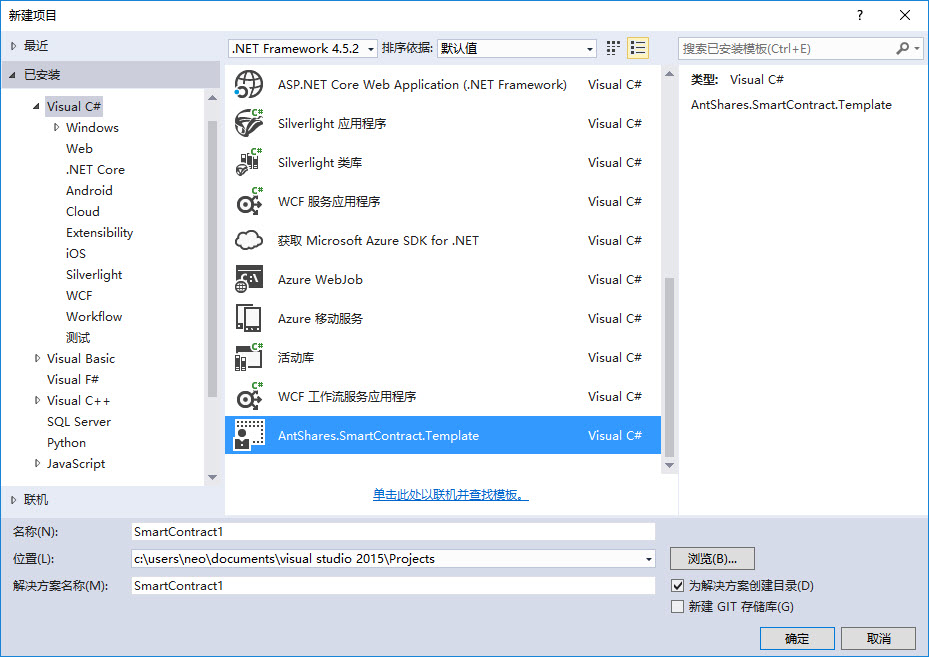 新建项目
?
最近
.NET Framework 4.5.2 排序依据: 默认值
搜索已安装模板(Ctrl+E)
已安装
Visual C#
Windows
Web
.NET Core
Android
Cloud
Extensibility
iOS
Silverlight
WCF
Workflow
测试
Visual Basic
Visual F#
Visual C++
SQL Server
Python
JavaScript
联机
ASP.NET Core Web Application (.NET Framework) Visual C#
C# Silverlight 应用程序 Visual C#
C# Silverlight 类库 Visual C#
C# WCF 服务应用程序 Visual C#
获取 Microsoft Azure SDK for .NET Visual C#
C:\ Azure WebJob Visual C#
Azure 移动服务 Visual C#
C# 活动库 Visual C#
C# WCF 工作流服务应用程序 Visual C#
AntShares.SmartContract.Template Visual C#
单击此处以联机并查找模板。
类型: Visual C#
AntShares.SmartContract.Template
名称(N): SmartContract1
位置(L): c:\users\neo\documents\visual studio 2015\Projects 浏览(B)...
解决方案名称(M): SmartContract1
为解决方案创建目录(D)
新建 GIT 存储库(G)
确定 取消